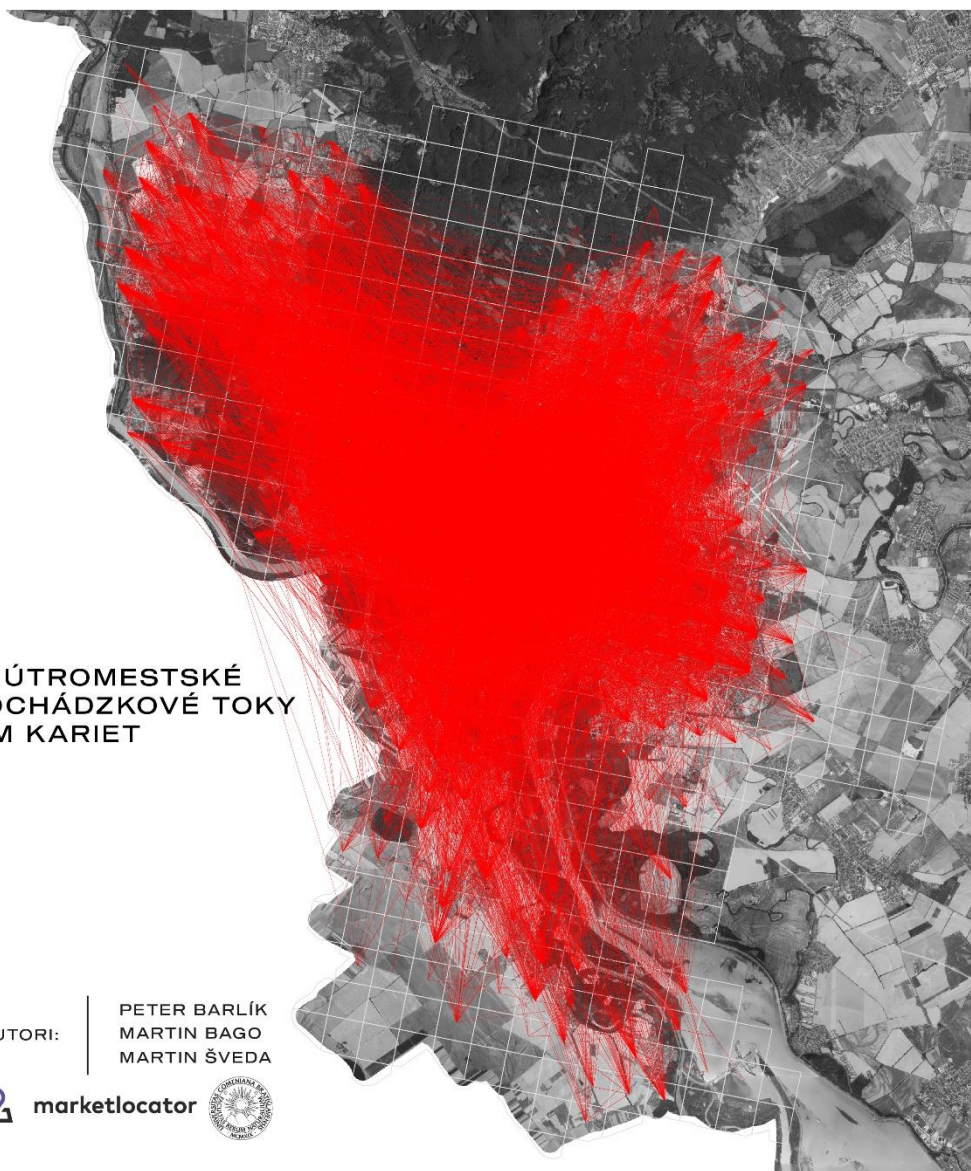 ÚTROMESTSKÉ
OCHÁDZKOVÉ TOKY
M KARIET
UTORI:
PETER BARLÍK
MARTIN BAGO
MARTIN ŠVEDA
marketlocator